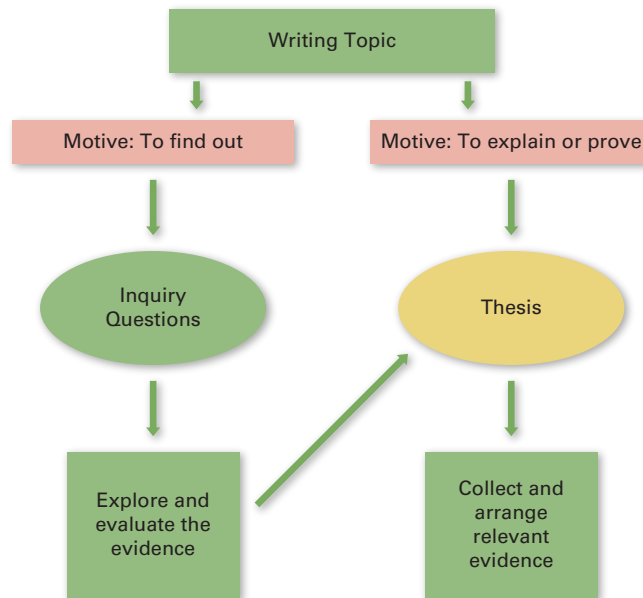 Writing Topic
Motive: To find out
Motive: To explain or prove
Inquiry
Questions
Thesis
Explore and
evaluate the
evidence
Collect and
arrange
relevant
evidence